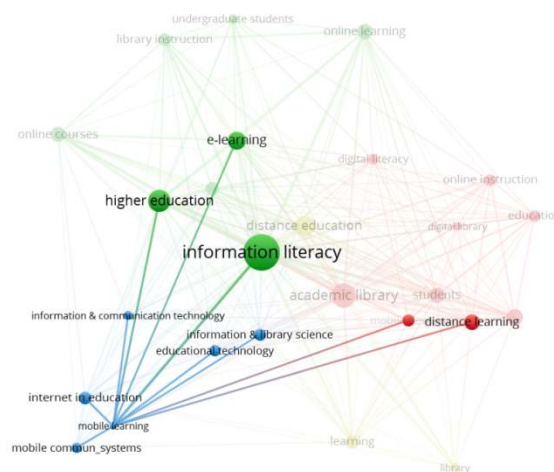 undergraduate students
online learning
library instruction
online courses
e-learning
digital literacy
online instruction
higher education
distance education
digital library
information literacy
academic library
students
information & communication technology
distance learning
information & library science
educational technology
internet in education
mobile learning
learning
mobile commun_systems
library